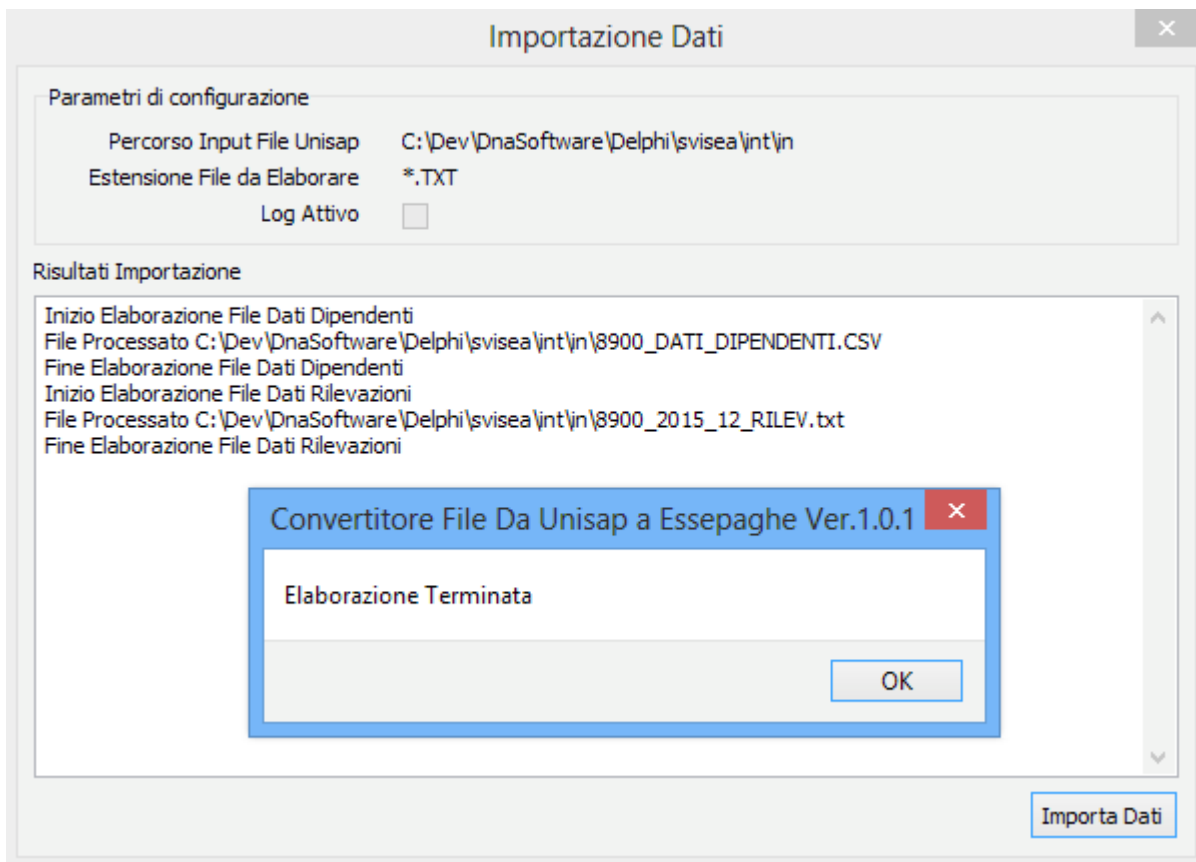 Importazione Dati
Parametri di configurazione
Percorso Input File Unisap C:\Dev\DnaSoftware\Delphi\svisea\int\in
Estensione File da Elaborare *.TXT
Log Attivo
Risultati Importazione
Inizio Elaborazione File Dati Dipendenti
File Processato C:\Dev\DnaSoftware\Delphi\svisea\int\in\8900_DATI_DIPENDENTI.CSV
Fine Elaborazione File Dati Dipendenti
Inizio Elaborazione File Dati Rilevazioni
File Processato C:\Dev\DnaSoftware\Delphi\svisea\int\in\8900_2015_12_RILEV.txt
Fine Elaborazione File Dati Rilevazioni
Convertitore File Da Unisap a Essepaghe Ver.1.0.1
Elaborazione Terminata
OK
Importa Dati